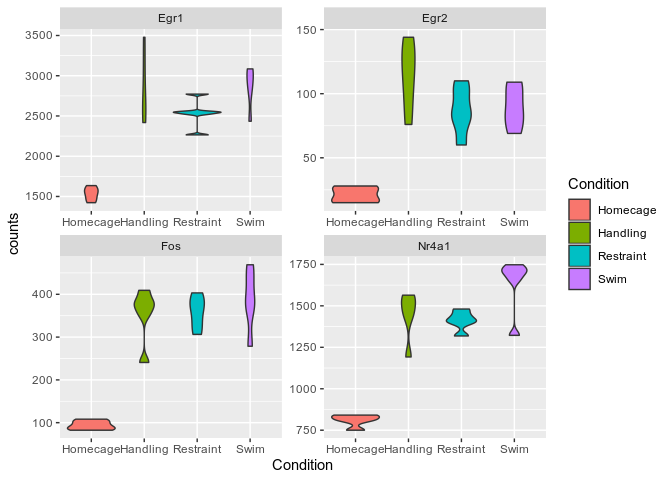 Egr1
Egr2
3500
3000
2500
2000
1500
150
100
50
Homecage Handling Restraint Swim
Homecage Handling Restraint Swim
counts
Fos
Nr4a1
400
300
200
100
1750
1500
1250
1000
750
Homecage Handling Restraint Swim
Homecage Handling Restraint Swim
Condition
Condition
Homecage
Handling
Restraint
Swim